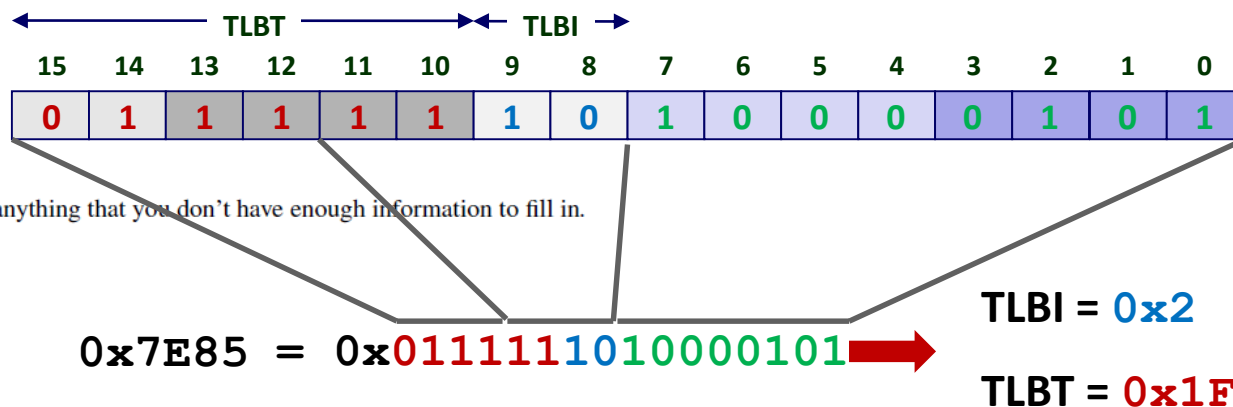 TLBT TLBI
15 14 13 12 11 10 9 8 7 6 5 4 3 2 1 0
0 1 1 1 1 1 1 0 1 0 0 0 0 1 0 1
anything that you don't have enough information to fill in.
TLBI = 0x2
0x7E85 = 0x0111111010000101
TLBT = 0x1F